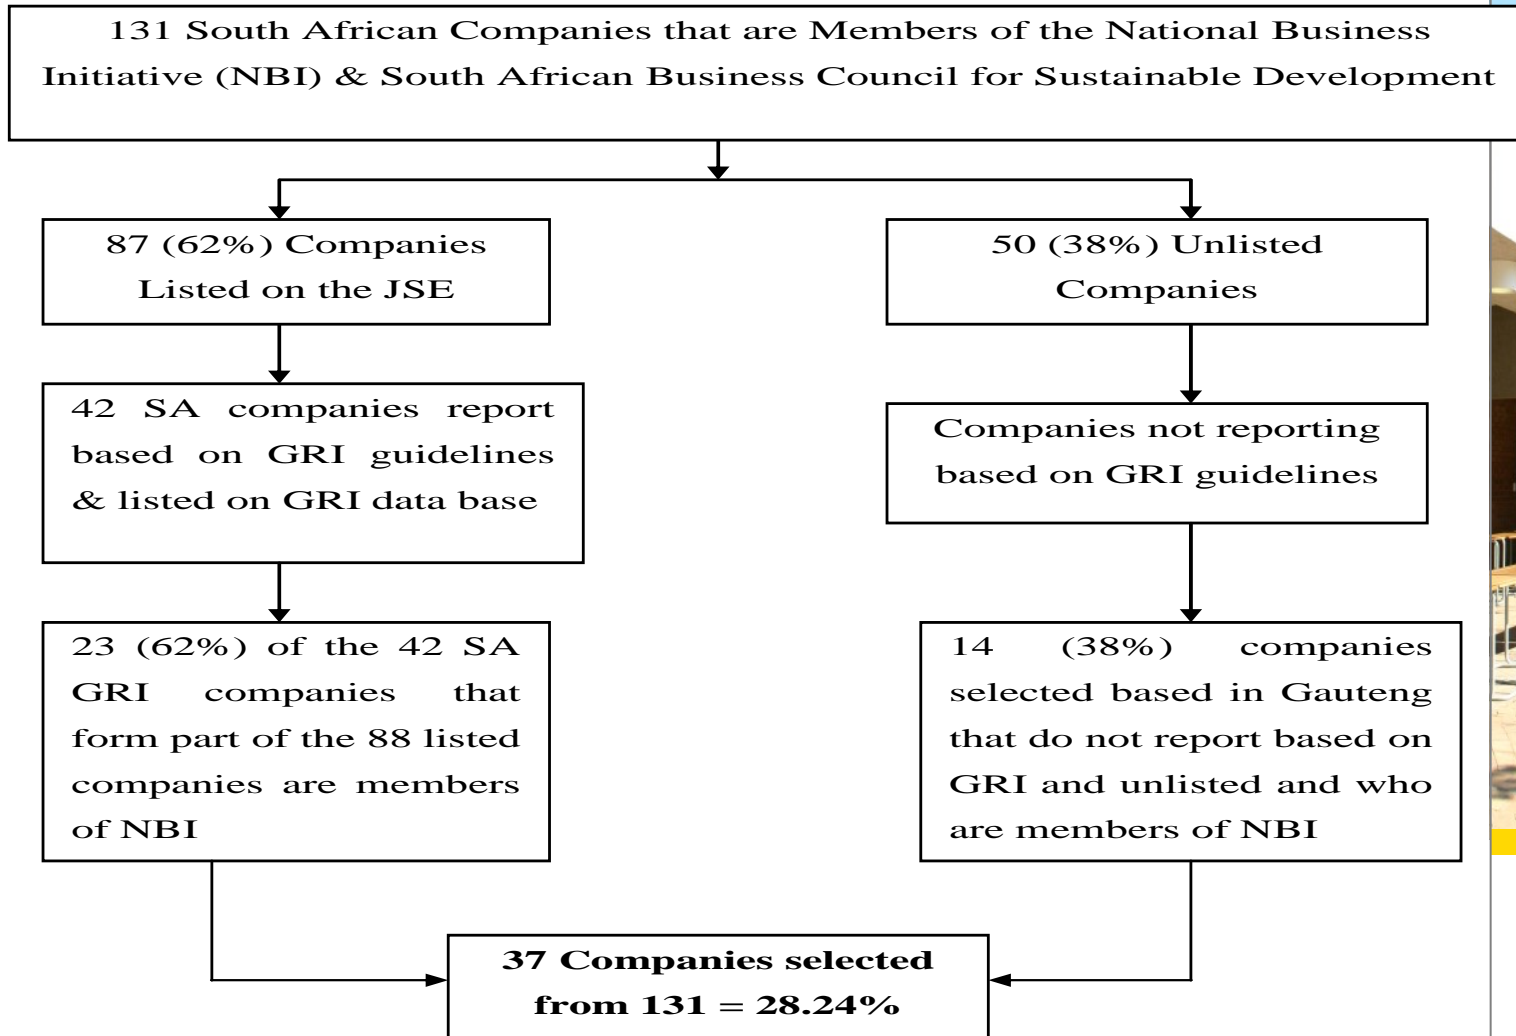 131 South African Companies that are Members of the National Business
Initiative (NBI) & South African Business Council for Sustainable Development
87 (62%) Companies
Listed on the JSE
50 (38%) Unlisted
Companies
42 SA companies report
based on GRI guidelines
& listed on GRI data base
Companies not reporting
based on GRI guidelines
23 (62%) of the 42 SA
GRI companies that
form part of the 88 listed
companies are members
of NBI
14 (38%) companies
selected based in Gauteng
that do not report based on
GRI and unlisted and who
are members of NBI
37 Companies selected
from 131 = 28.24%